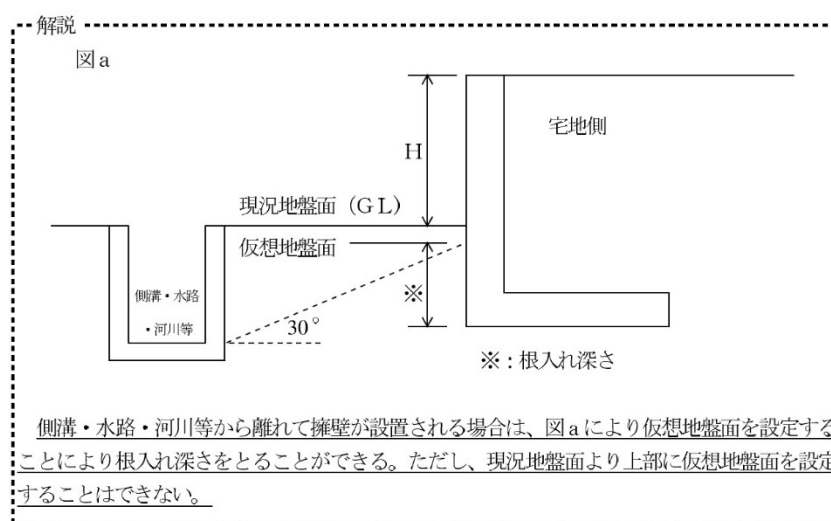 解説
図a
宅地側
H
現況地盤面（GL）
仮想地盤面
側溝・水路
・河川等
30°
※
※：根入れ深さ
側溝・水路・河川等から離れて擁壁が設置される場合は、図aにより仮想地盤面を設定する
ことにより根入れ深さをとることができる。ただし、現況地盤面より上部に仮想地盤面を設定
することはできない。